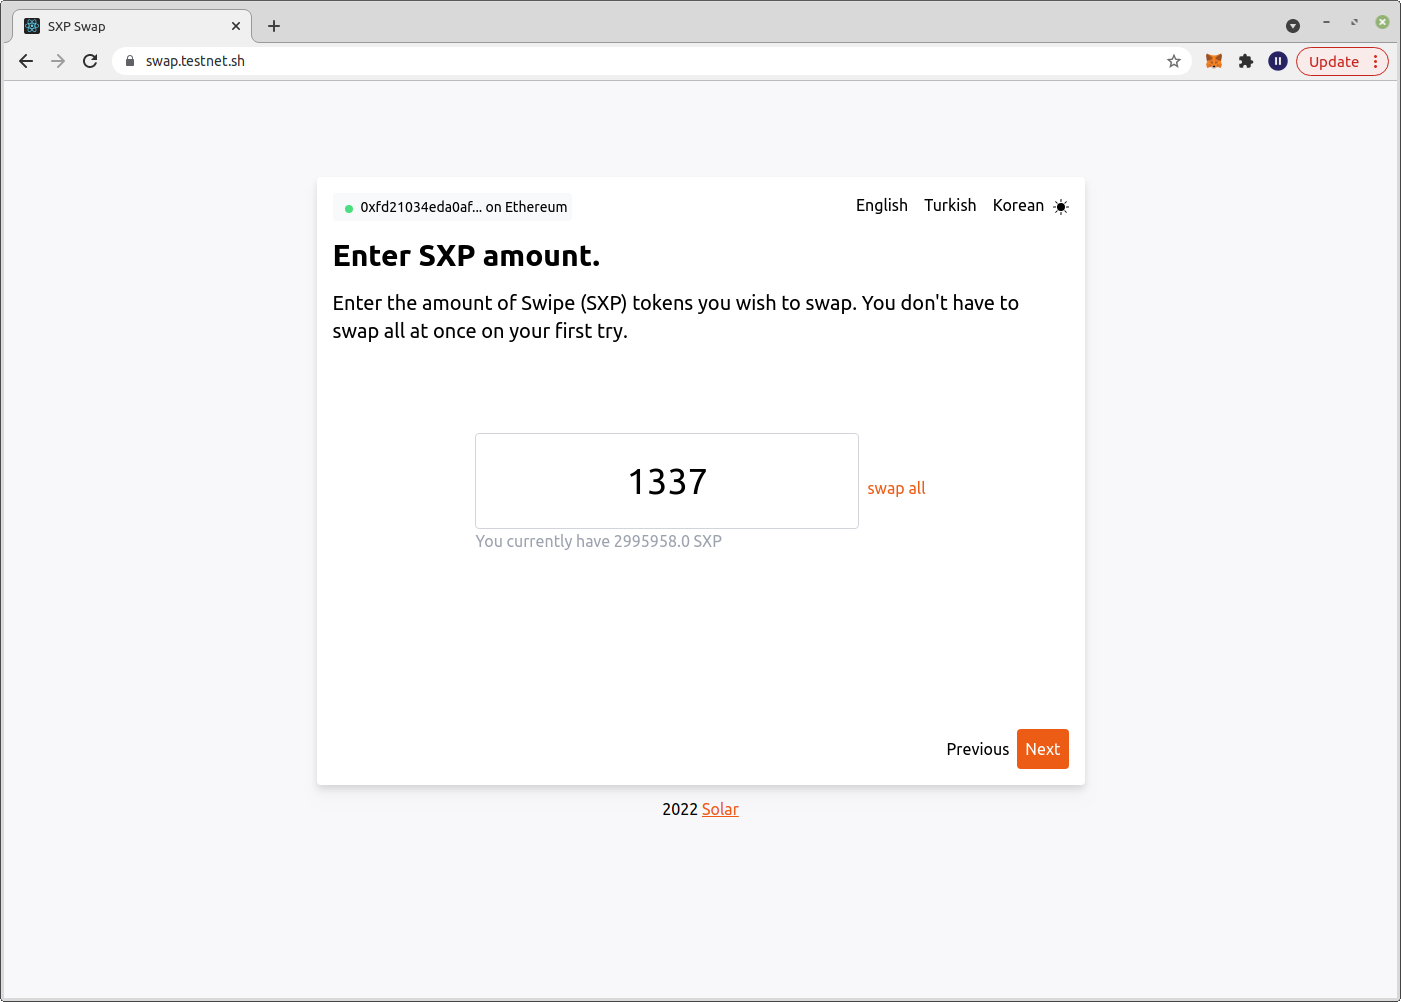 SXP Swap
swap.testnet.sh
Update
0xfd21034eda0af... on Ethereum
English Turkish Korean
Enter SXP amount.
Enter the amount of Swipe (SXP) tokens you wish to swap. You don't have to
swap all at once on your first try.
1337
swap all
You currently have 2995958.0 SXP
Previous Next
2022 Solar